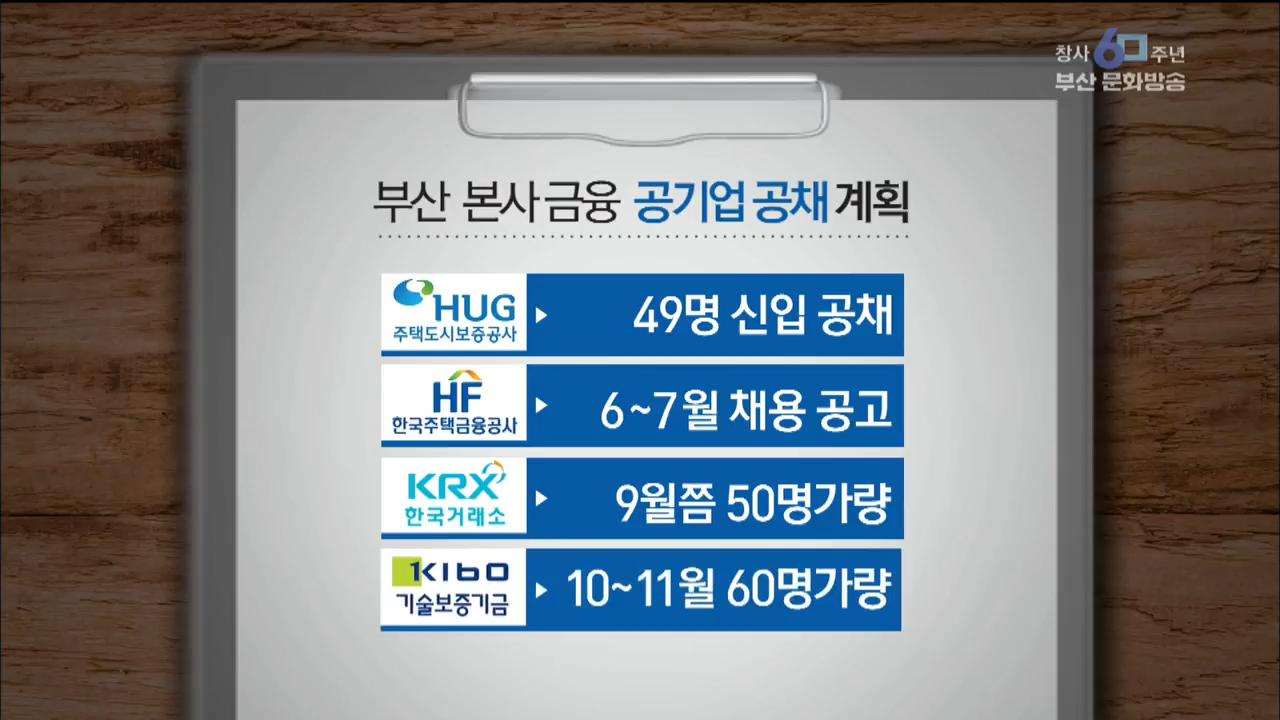 창사 60 주년
부산 문화방송
부산 본사 금융 공기업 공채 계획
HUG
주택도시보증공사
49명 신입 공채
HF
한국주택금융공사
6~7월 채용 공고
KRX
한국거래소
9월쯤 50명가량
KIBO
기술보증기금
10~11월 60명가량